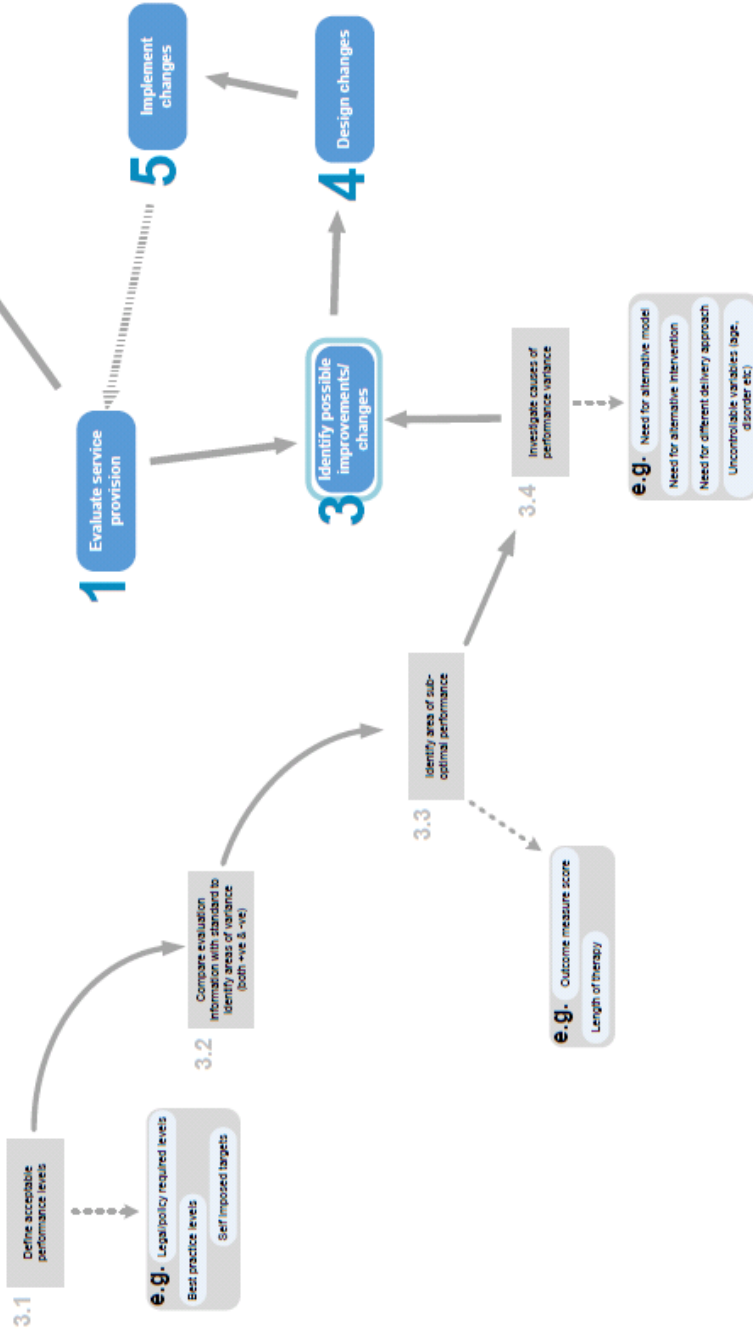 3.1
Define acceptable
performance levels
e.g.
Legal/policy required levels
Best practice levels
Self imposed targets
3.2
Compare evaluation
information with standard to
identify areas of variance
(both +ve & -ve)
3.3
Identify area of sub-
optimal performance
e.g.
Outcome measure score
Length of therapy
3.4
Investigate causes of
performance variance
e.g.
Need for alternative model
Need for alternative intervention
Need for different delivery approach
Uncontrollable variables (age,
disorder etc)
1
Evaluate service
provision
3
Identify possible
improvements/
changes
4
Design changes
5
Implement
changes